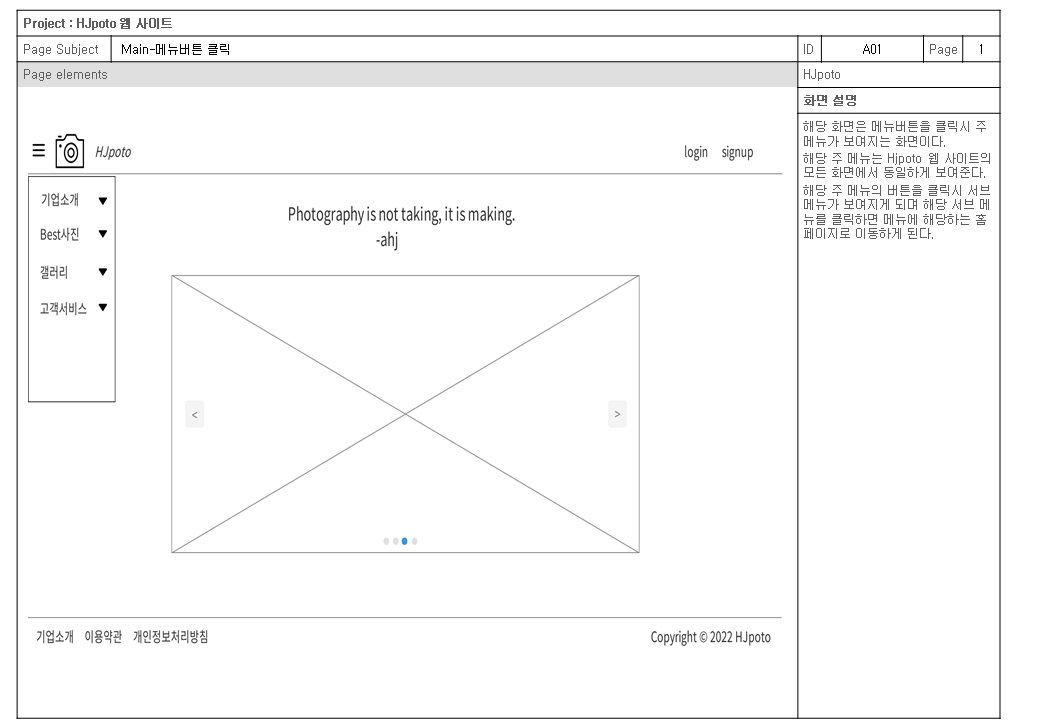 Project : HJpoto 웹 사이트
Page Subject Main-메뉴버튼 클릭 ID A01 Page 1
Page elements
HJpoto
화면 설명
해당 화면은 메뉴버튼을 클릭시 주
메뉴가 보여지는 화면이다.
해당 주 메뉴는 Hjpoto 웹 사이트의
모든 화면에서 동일하게 보여준다.
해당 주 메뉴의 버튼을 클릭시 서브
메뉴가 보여지게 되며 해당 서브 메
뉴를 클릭하면 메뉴에 해당하는 홈
페이지로 이동하게 된다.
☰ HJpoto login signup
기업소개 ▼
Best사진 ▼
갤러리 ▼
고객서비스 ▼
Photography is not taking, it is making.
-ahj
< >
기업소개 이용약관 개인정보처리방침 Copyright © 2022 HJpoto